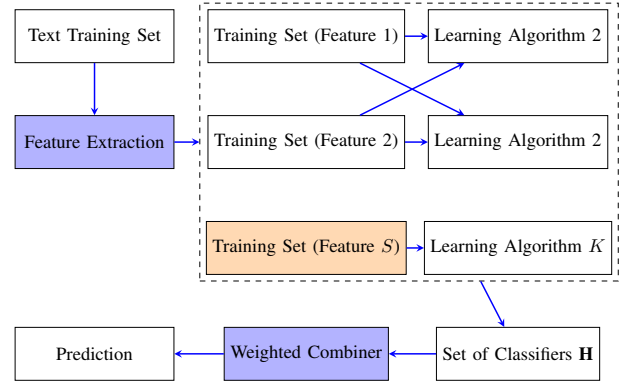 Text Training Set
Training Set (Feature 1)
Learning Algorithm 2
Feature Extraction
Training Set (Feature 2)
Learning Algorithm 2
Training Set (Feature S)
Learning Algorithm K
Prediction
Weighted Combiner
Set of Classifiers H